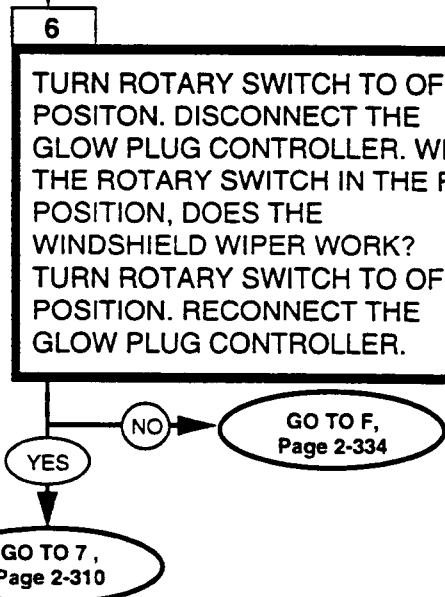 6
TURN ROTARY SWITCH TO OF
POSITON. DISCONNECT THE
GLOW PLUG CONTROLLER.
THE ROTARY SWITCH IN THE
POSITION, DOES THE
WINDSHIELD WIPER WORK?
TURN ROTARY SWITCH TO OF
POSITION. RECONNECT THE
GLOW PLUG CONTROLLER.
NO
GO TO F,
Page 2-334
YES
GO TO 7 ,
Page 2-310